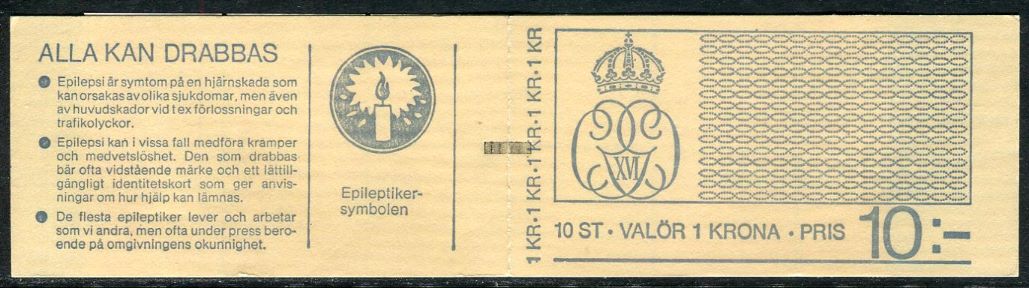 ALLA KAN DRABBAS
Epilepsi är symtom på en hjärnskada som
kan orsakas av olika sjukdomar, men även
av huvudskador vid t ex förlossningar och
trafikolyckor.
Epilepsi kan i vissa fall medföra kramper
och medvetslöshet. Den som drabbas
bär ofta vidstående märke och ett lättill-
gängligt identitetskort som ger anvis-
ningar om hur hjälp kan lämnas.
De flesta epileptiker lever och arbetar
som vi andra, men ofta under press bero-
ende på omgivningens okunnighet.
Epileptiker-
symbolen
1 KR·1 KR·1 KR·1 KR·1 KR
XVI
10 ST · VALÖR 1 KRONA · PRIS 10:-